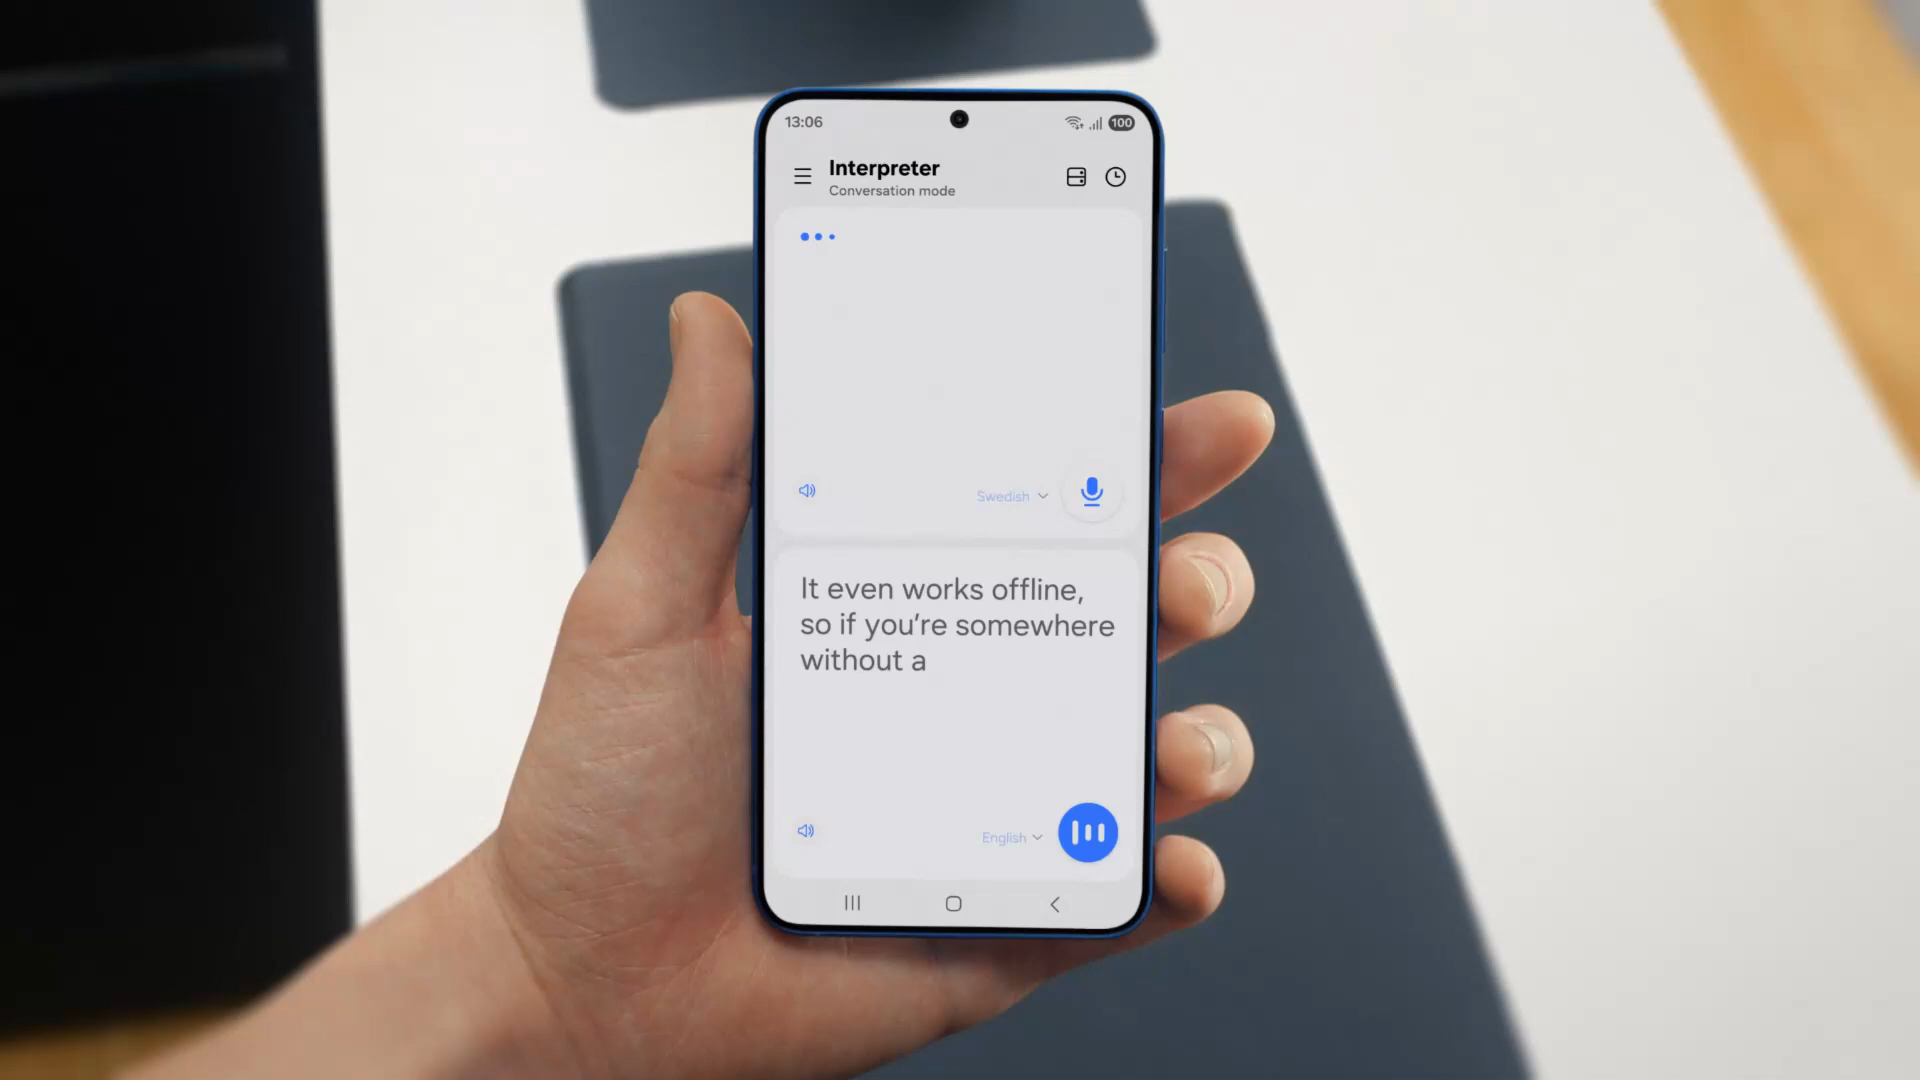 13:06
100
Interpreter
Conversation mode
Swedish
It even works offline,
so if you're somewhere
without a
English